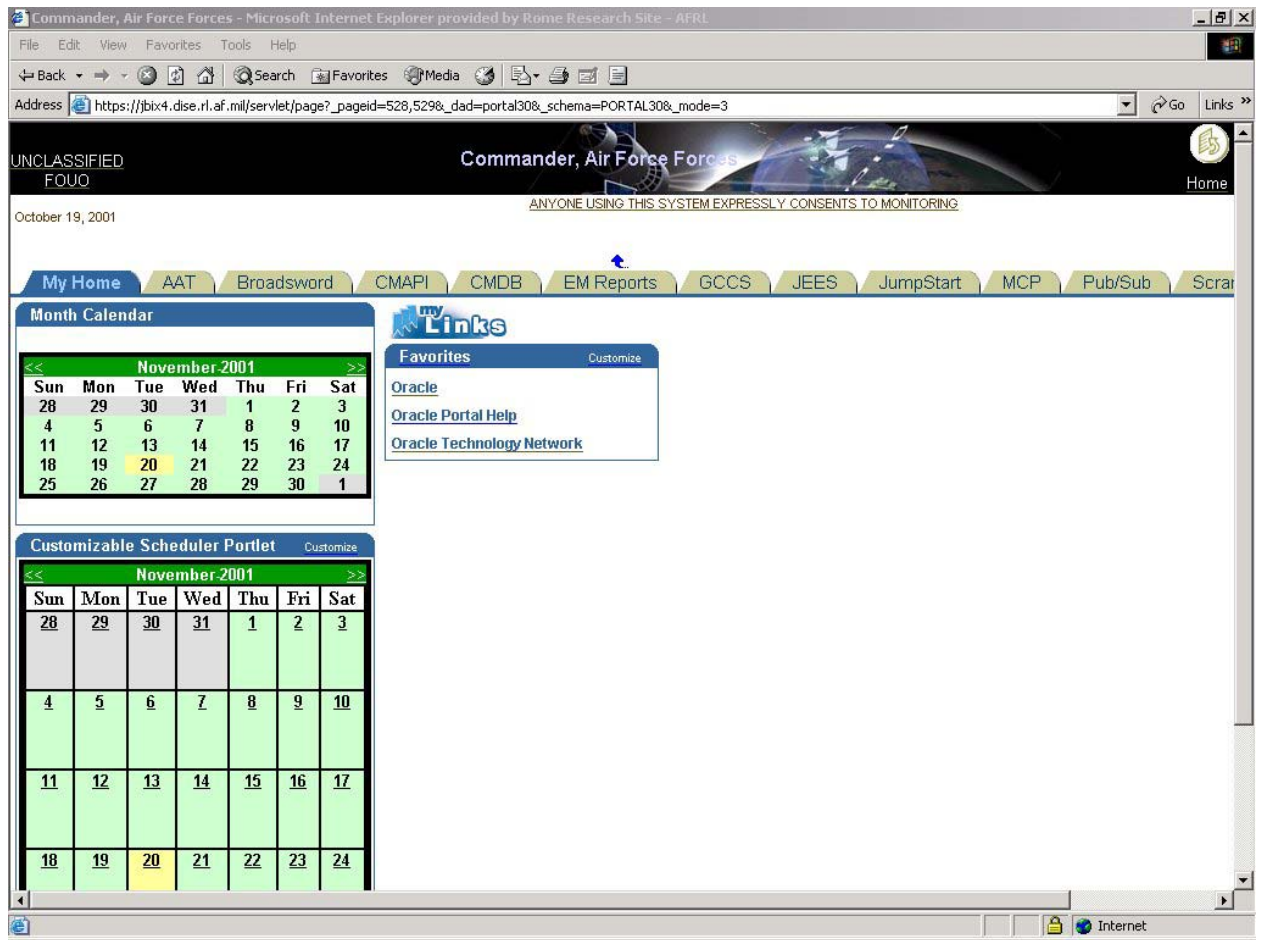 Commander, Air Force Forces - Microsoft Internet Explorer provided by Rome Research Site - AFRL
File Edit View Favorites Tools Help
Back Search Favorites Media
Address https://jbix4.dise.rl.af.mil/servlet/page?_pageid=528,529&_dad=portal30&_schema=PORTAL30&_mode=3 Go Links »
UNCLASSIFIED
FOUO
Commander, Air Force Forces
Home
ANYONE USING THIS SYSTEM EXPRESSLY CONSENTS TO MONITORING
October 19, 2001
My Home AAT Broadsword CMAPI CMDB EM Reports GCCS JEES JumpStart MCP Pub/Sub Scrar
Month Calendar
<< November-2001 >>
Sun Mon Tue Wed Thu Fri Sat
28 29 30 31 1 2 3
4 5 6 7 8 9 10
11 12 13 14 15 16 17
18 19 20 21 22 23 24
25 26 27 28 29 30 1
my Links
Favorites Customize
Oracle
Oracle Portal Help
Oracle Technology Network
Customizable Scheduler Portlet Customize
<< November-2001 >>
Sun Mon Tue Wed Thu Fri Sat
28 29 30 31 1 2 3
4 5 6 7 8 9 10
11 12 13 14 15 16 17
18 19 20 21 22 23 24
Internet